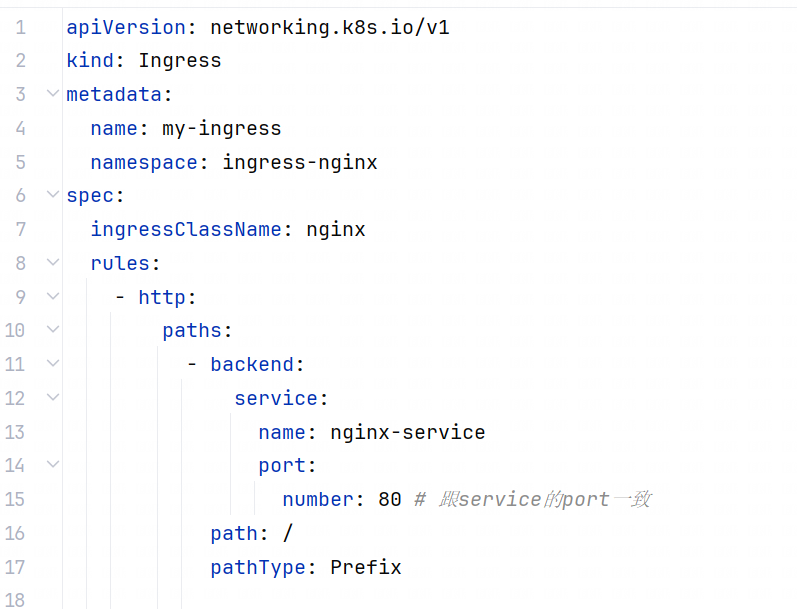 1 apiVersion: networking.k8s.io/v1
2 kind: Ingress
3 metadata:
4   name: my-ingress
5   namespace: ingress-nginx
6 spec:
7   ingressClassName: nginx
8   rules:
9     - http:
10         paths:
11           - backend:
12               service:
13                 name: nginx-service
14                 port:
15                   number: 80 # 跟service的port一致
16             path: /
17             pathType: Prefix
18